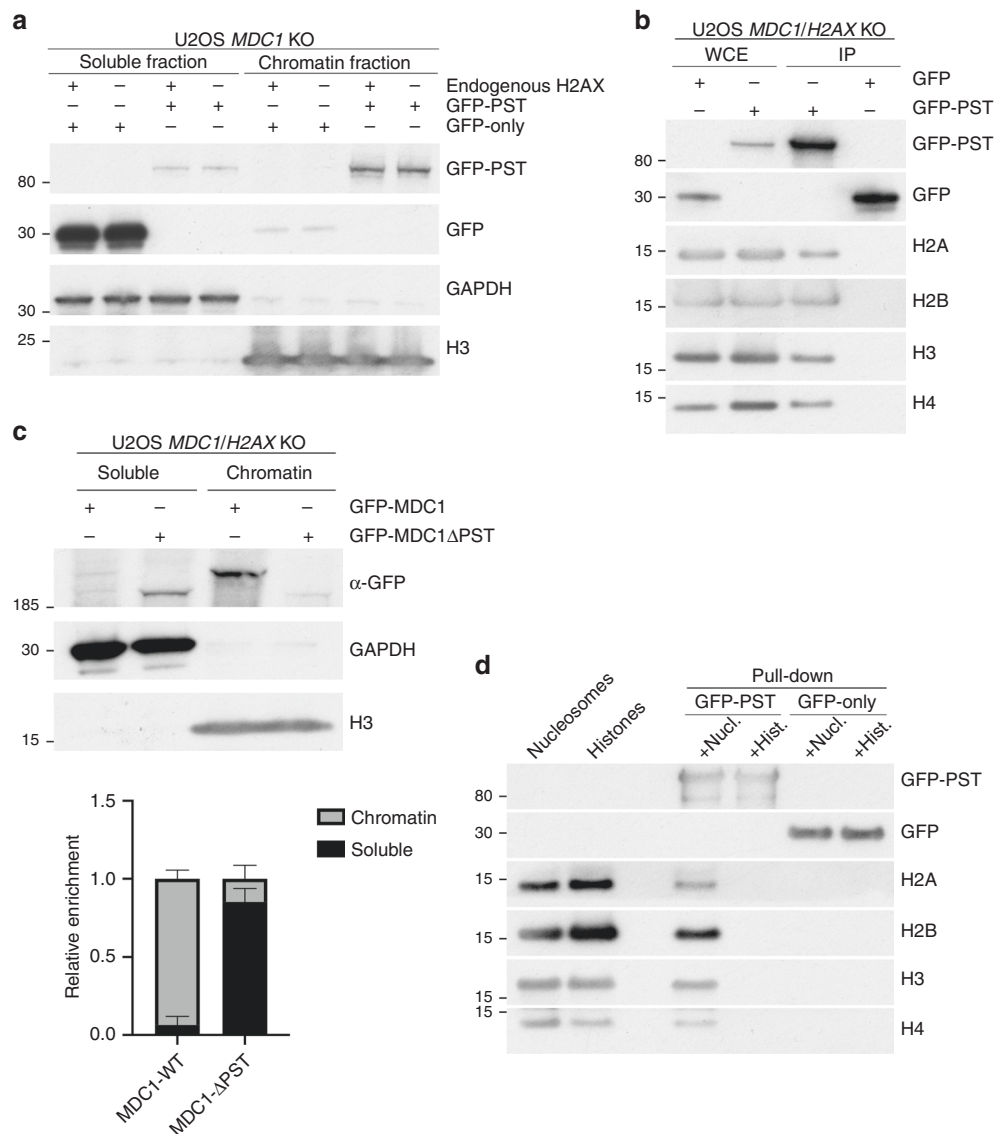 a
U2OS MDC1 KO
Soluble fraction Chromatin fraction
+ – + – + – + – Endogenous H2AX
– – + + – – + + GFP-PST
+ + – – + + – – GFP-only
80 GFP-PST
30 GFP
30 GAPDH
25 H3
b
U2OS MDC1/H2AX KO
WCE IP
+ – – + GFP
– + + – GFP-PST
80 GFP-PST
30 GFP
15 H2A
15 H2B
15 H3
15 H4
c
U2OS MDC1/H2AX KO
Soluble Chromatin
+ – + – GFP-MDC1
– + – + GFP-MDC1ΔPST
185 α-GFP
30 GAPDH
15 H3
Relative enrichment
1.5
1.0
0.5
0.0
Chromatin
Soluble
MDC1-WT
MDC1-ΔPST
d
Pull-down
Nucleosomes Histones GFP-PST GFP-only
+Nucl. +Hist. +Nucl. +Hist.
80 GFP-PST
30 GFP
15 H2A
15 H2B
15 H3
15 H4